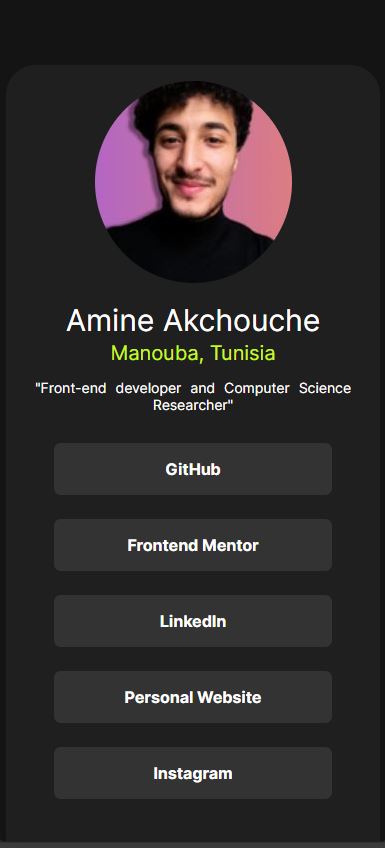 Amine Akchouche
Manouba, Tunisia
"Front-end developer and Computer Science
Researcher"
GitHub
Frontend Mentor
LinkedIn
Personal Website
Instagram